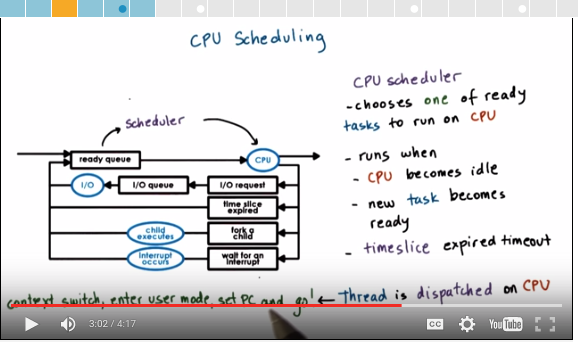 CPU Scheduling
scheduler
ready queue
CPU
I/O
I/O queue
I/O request
time slice
expired
child
executes
fork a
child
interrupt
occurs
wait for an
interrupt
CPU scheduler
-chooses one of ready
tasks to run on CPU
- runs when
- CPU becomes idle
- new task becomes
ready
- timeslice expired timeout
context switch, enter user mode, set PC and go! ← Thread is dispatched on CPU
3:02 / 4:17
CC
YouTube